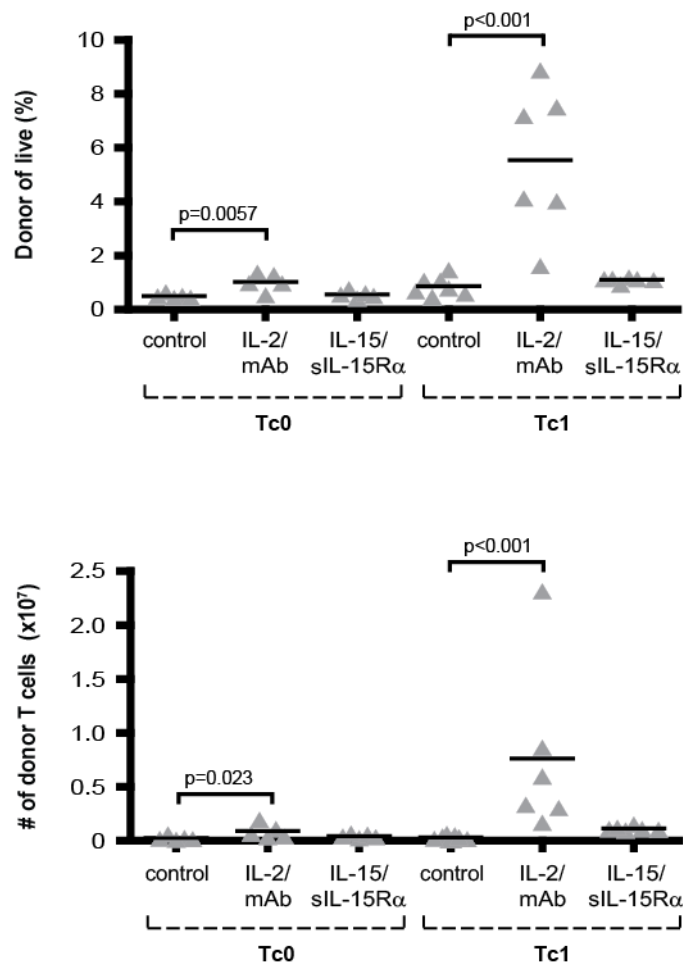 Donor of live (%)
10
8
6
4
2
0
p=0.0057
p<0.001
control
IL-2/
mAb
IL-15/
sIL-15Rα
control
IL-2/
mAb
IL-15/
sIL-15Rα
Tc0
Tc1
# of donor T cells (x10⁷)
2.5
2.0
1.5
1.0
0.5
0
p=0.023
p<0.001
control
IL-2/
mAb
IL-15/
sIL-15Rα
control
IL-2/
mAb
IL-15/
sIL-15Rα
Tc0
Tc1